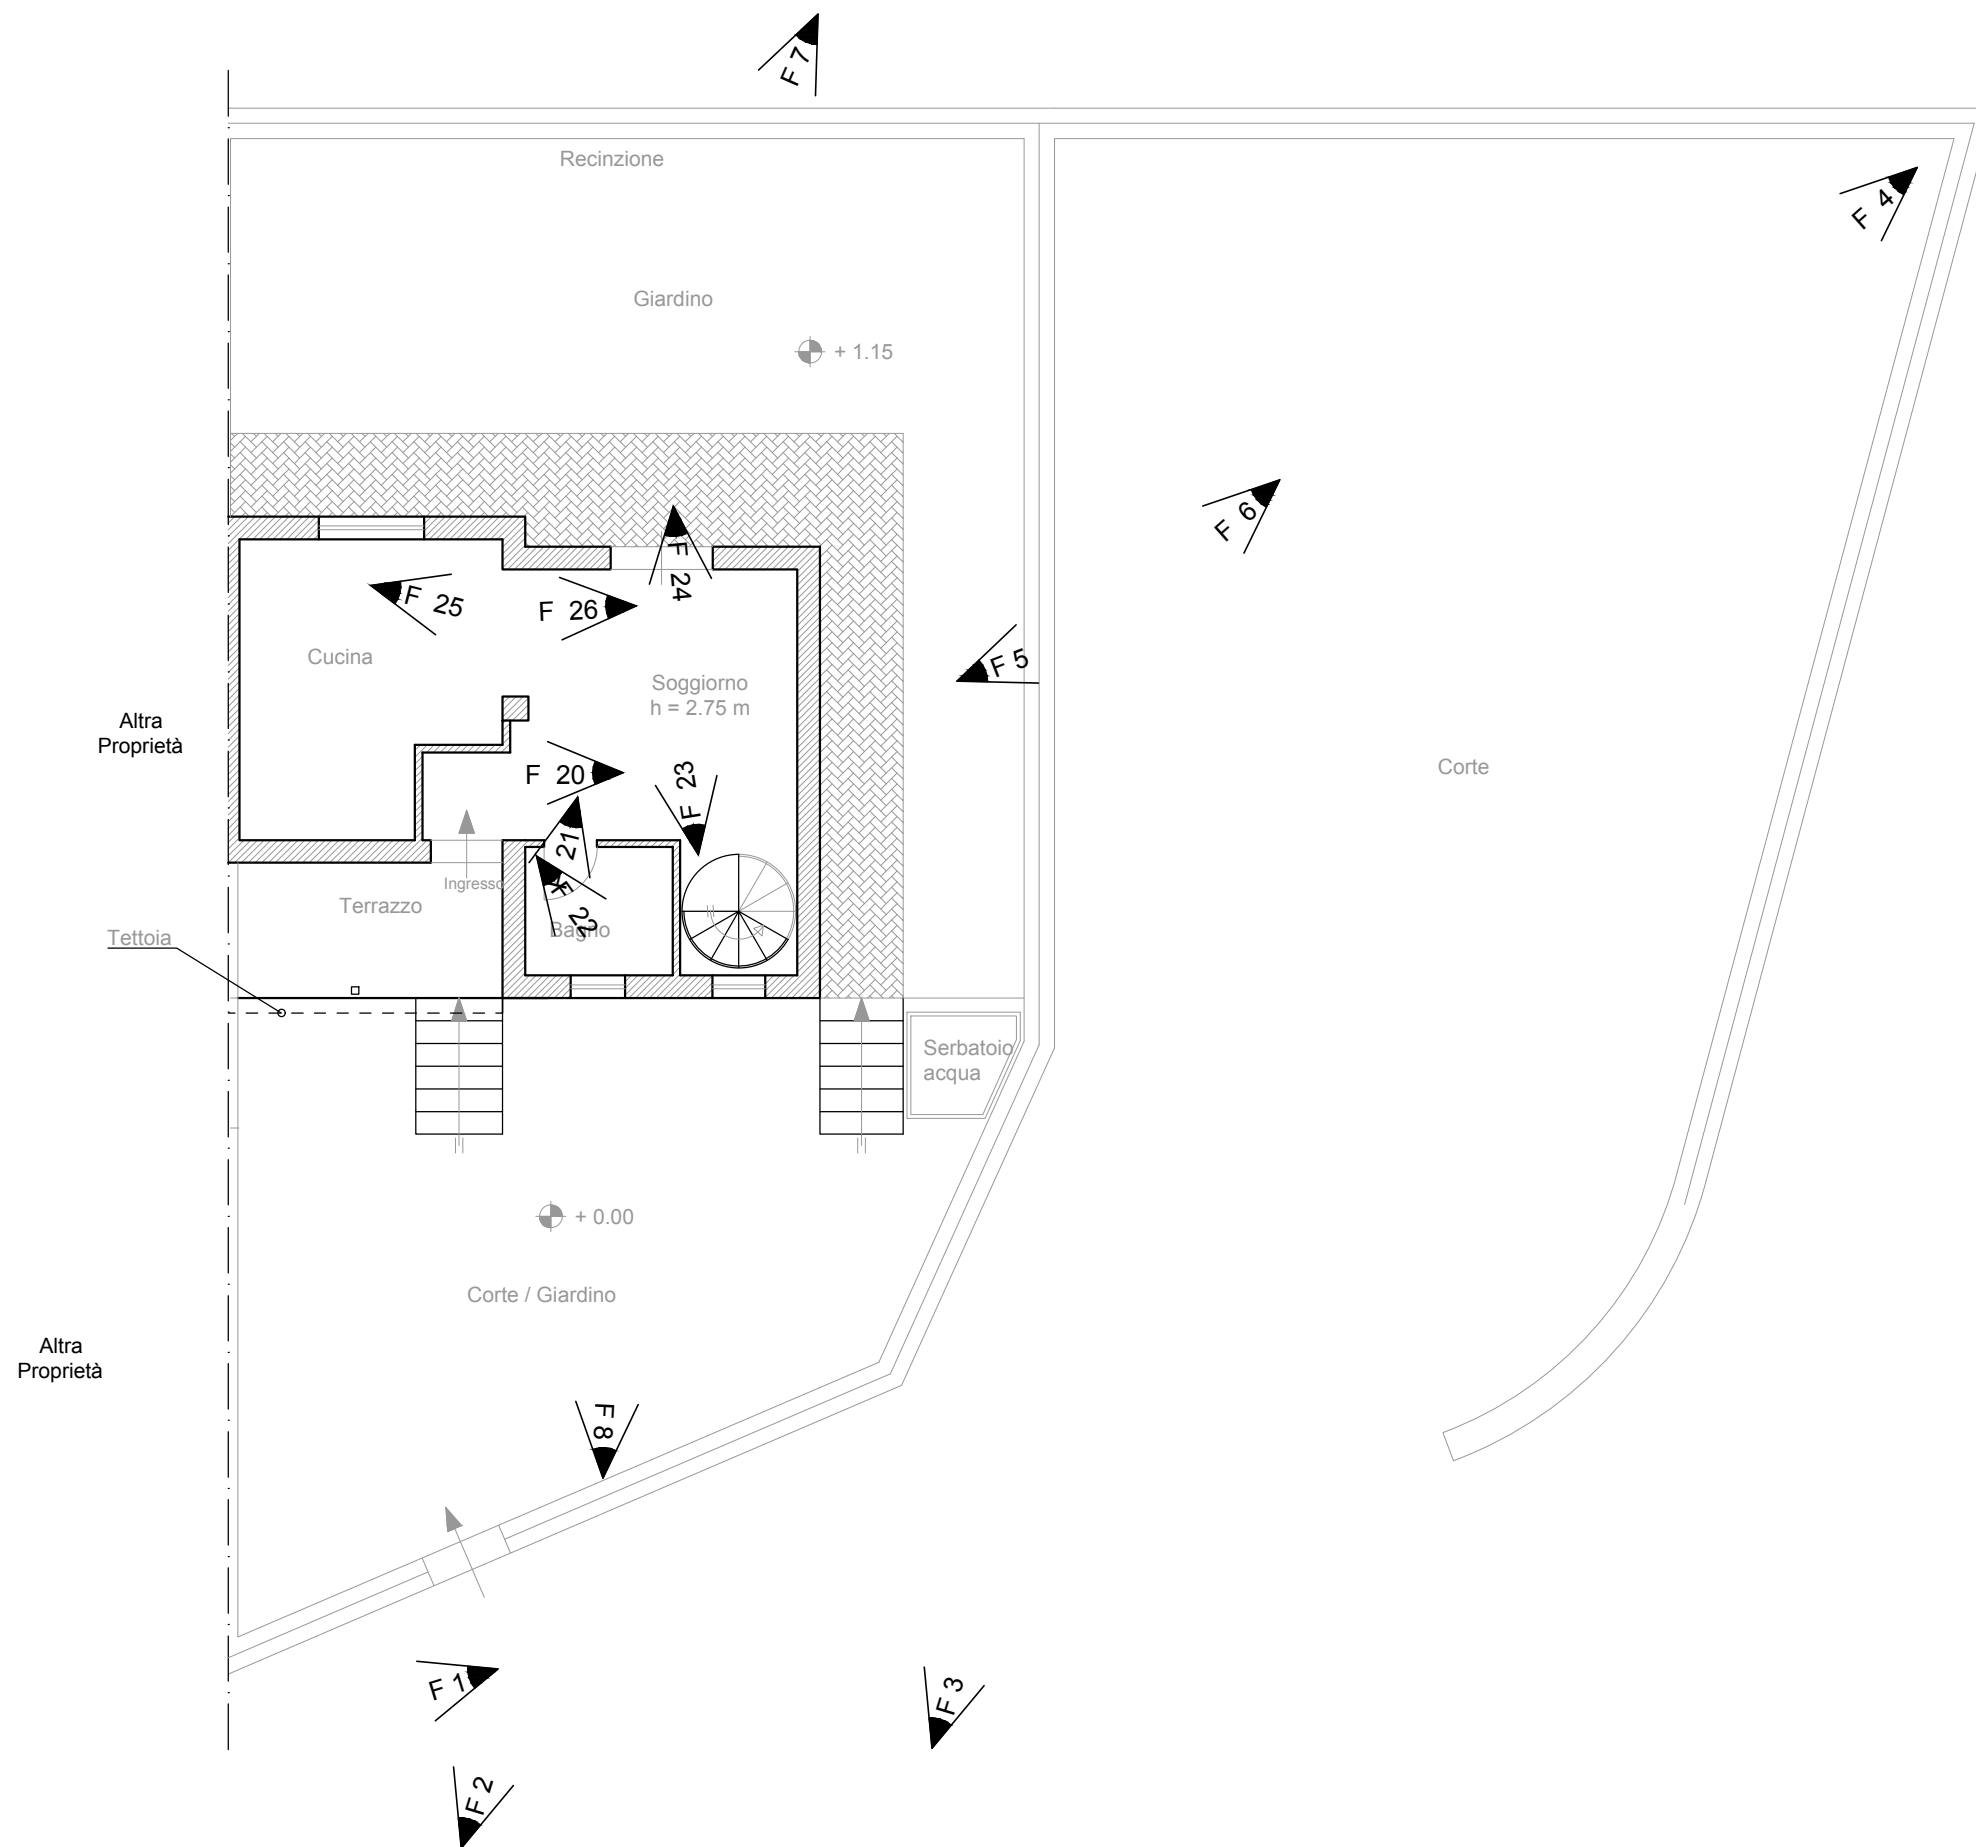 F 7
Recinzione
F 4
Giardino
+ 1.15
F 6
F 24
F 25
F 26
Cucina
F 5
Soggiorno
h = 2.75 m
Altra
Proprietà
Corte
F 20
F 23
F 21
Ingresso
F 22
Terrazzo
Bagno
Tettoia
Serbatoio
acqua
+ 0.00
Corte / Giardino
Altra
Proprietà
F 8
F 1
F 3
F 2